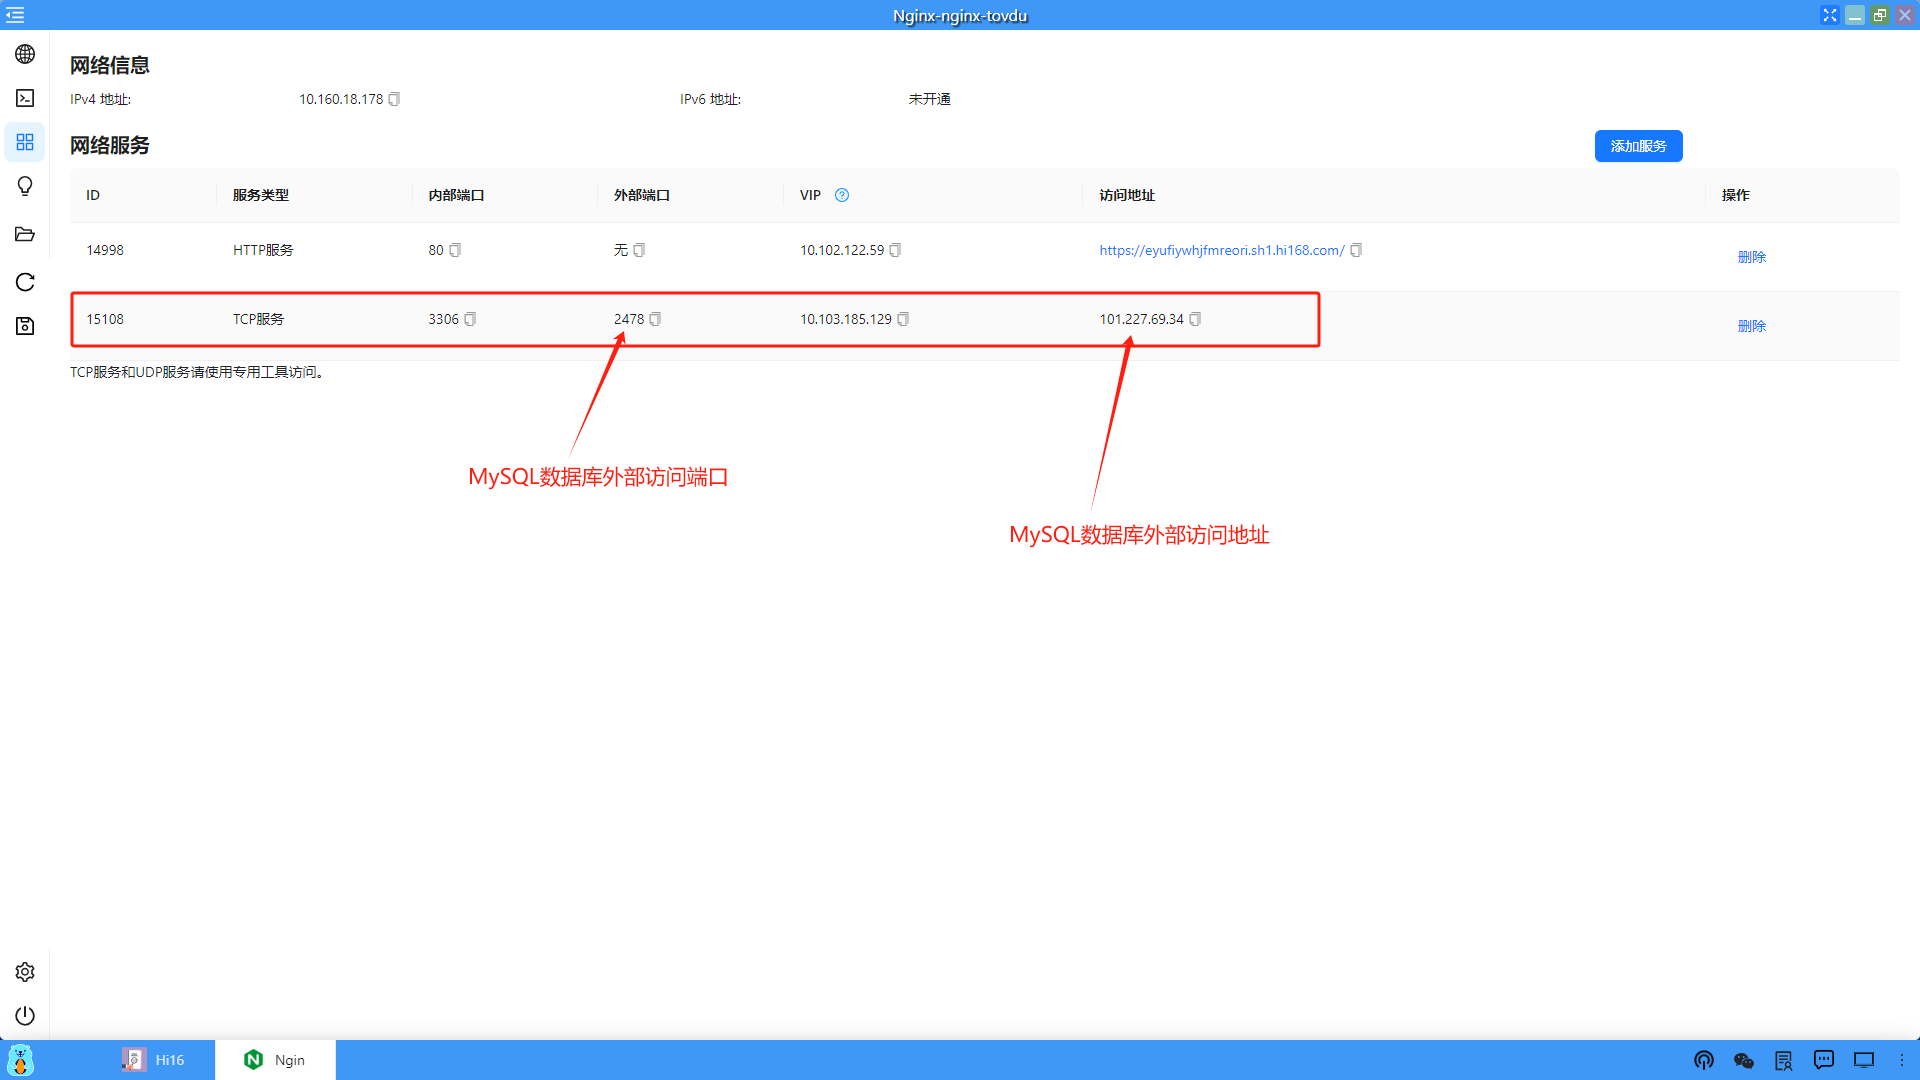 Nginx-nginx-tovdu
网络信息
IPv4 地址: 10.160.18.178 IPv6 地址: 未开通
网络服务 添加服务
ID 服务类型 内部端口 外部端口 VIP 访问地址 操作
14998 HTTP服务 80 无 10.102.122.59 https://eyufiywhjfmreori.sh1.hi168.com/ 删除
15108 TCP服务 3306 2478 10.103.185.129 101.227.69.34 删除
TCP服务和UDP服务请使用专用工具访问。
MySQL数据库外部访问端口
MySQL数据库外部访问地址
Hi16 Ngin